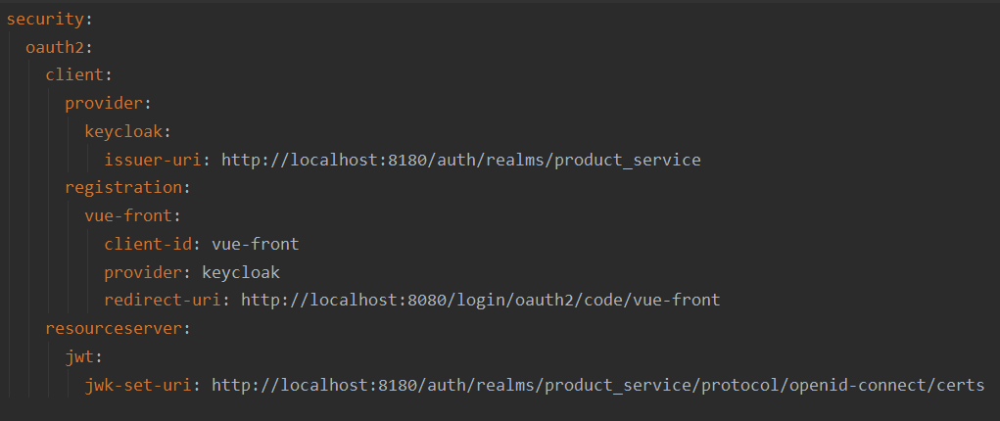 security:
oauth2:
client:
provider:
keycloak:
issuer-uri: http://localhost:8180/auth/realms/product_service
registration:
vue-front:
client-id: vue-front
provider: keycloak
redirect-uri: http://localhost:8080/login/oauth2/code/vue-front
resourceserver:
jwt:
jwk-set-uri: http://localhost:8180/auth/realms/product_service/protocol/openid-connect/certs